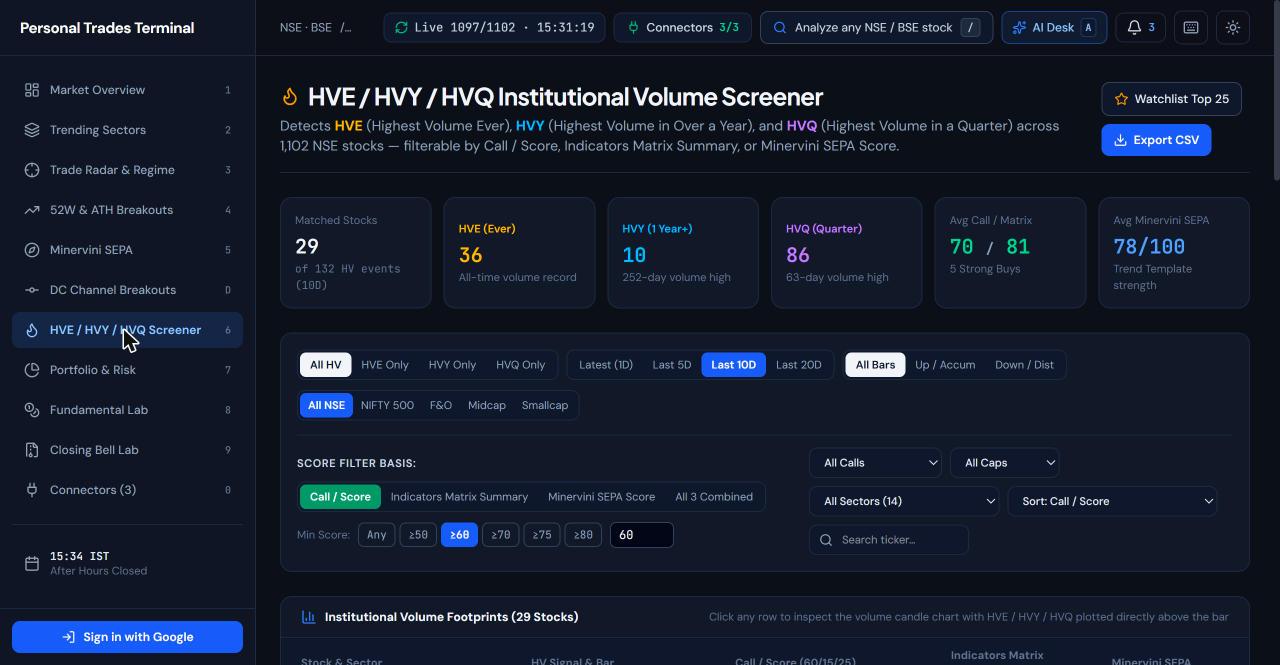 Personal Trades Terminal
NSE · BSE /…
Live 1097/1102 · 15:31:19
Connectors 3/3
Analyze any NSE / BSE stock /
AI Desk A
3
Market Overview 1
Trending Sectors 2
Trade Radar & Regime 3
52W & ATH Breakouts 4
Minervini SEPA 5
DC Channel Breakouts D
HVE / HVY / HVQ Screener 6
Portfolio & Risk 7
Fundamental Lab 8
Closing Bell Lab 9
Connectors (3) 0
15:34 IST
After Hours Closed
Sign in with Google
HVE / HVY / HVQ Institutional Volume Screener
Detects HVE (Highest Volume Ever), HVY (Highest Volume in Over a Year), and HVQ (Highest Volume in a Quarter) across
1,102 NSE stocks — filterable by Call / Score, Indicators Matrix Summary, or Minervini SEPA Score.
Watchlist Top 25
Export CSV
Matched Stocks
29
of 132 HV events
(10D)
HVE (Ever)
36
All-time volume record
HVY (1 Year+)
10
252-day volume high
HVQ (Quarter)
86
63-day volume high
Avg Call / Matrix
70 / 81
5 Strong Buys
Avg Minervini SEPA
78/100
Trend Template
strength
All HV HVE Only HVY Only HVQ Only
Latest (1D) Last 5D Last 10D Last 20D
All Bars Up / Accum Down / Dist
All NSE NIFTY 500 F&O Midcap Smallcap
SCORE FILTER BASIS:
Call / Score Indicators Matrix Summary Minervini SEPA Score All 3 Combined
Min Score: Any ≥50 ≥60 ≥70 ≥75 ≥80 60
All Calls All Caps
All Sectors (14) Sort: Call / Score
Search ticker…
Institutional Volume Footprints (29 Stocks)
Click any row to inspect the volume candle chart with HVE / HVY / HVQ plotted directly above the bar
Stock & Sector HV Signal & Bar Call / Score (60/15/25) Indicators Matrix Minervini SEPA